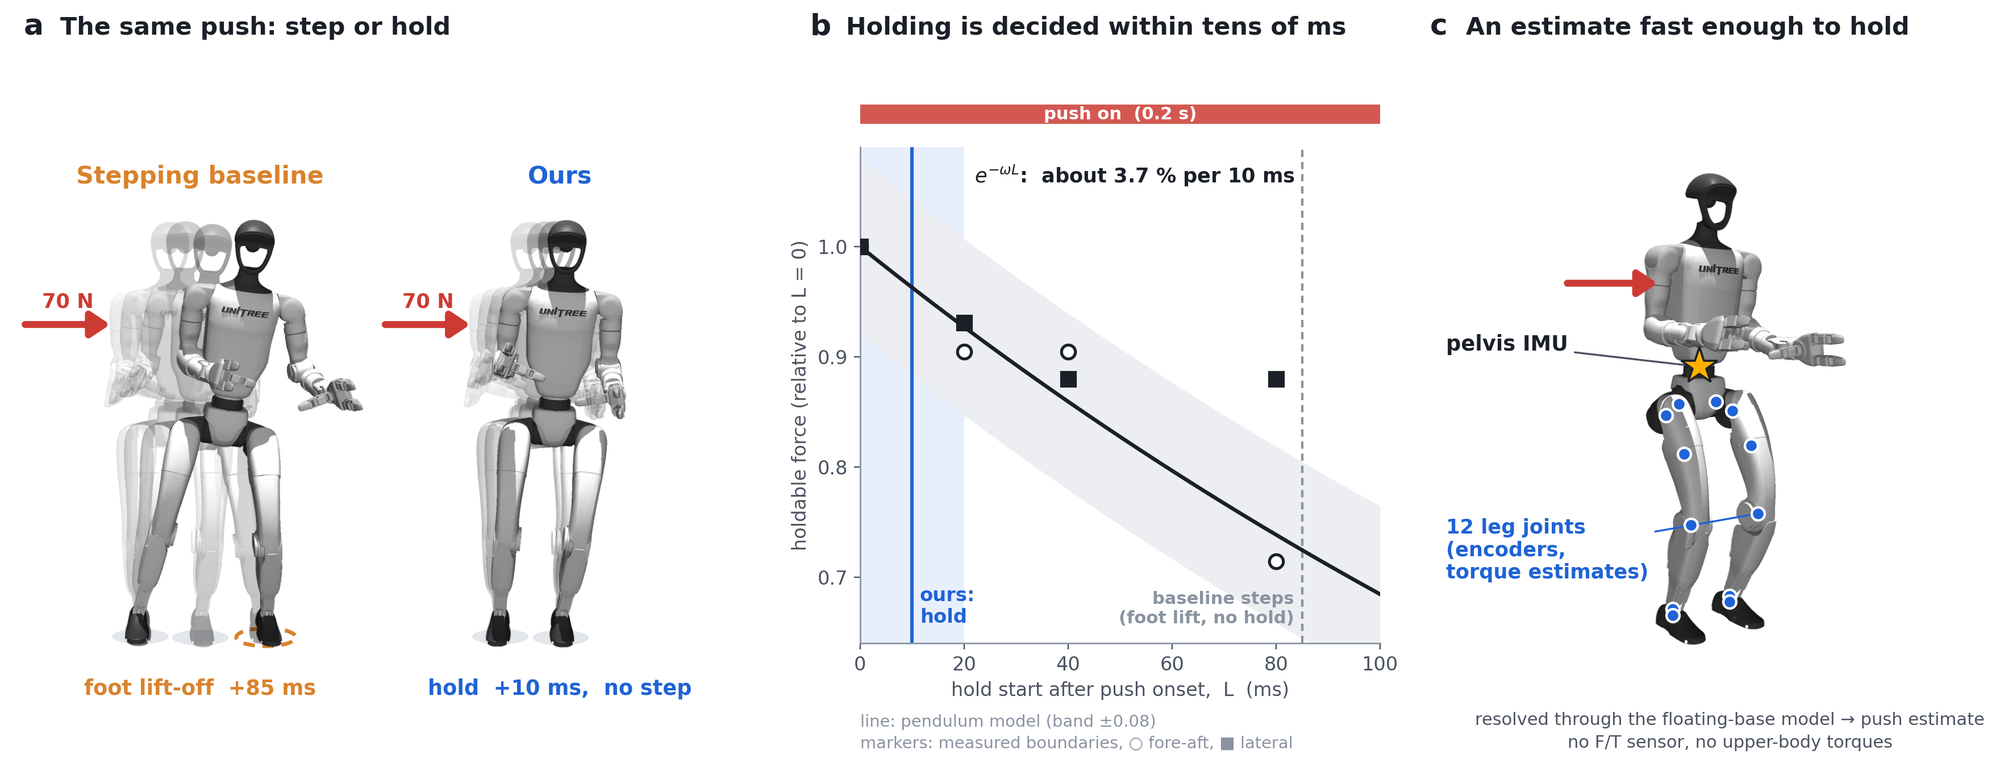 a The same push: step or hold
Stepping baseline
Ours
70 N
70 N
UNITREE
UNITREE
foot lift-off +85 ms
hold +10 ms, no step
b Holding is decided within tens of ms
push on (0.2 s)
e^{-ωL}: about 3.7 % per 10 ms
holdable force (relative to L = 0)
1.0
0.9
0.8
0.7
ours:
hold
baseline steps
(foot lift, no hold)
0 20 40 60 80 100
hold start after push onset, L (ms)
line: pendulum model (band ±0.08)
markers: measured boundaries, ○ fore-aft, ■ lateral
c An estimate fast enough to hold
UNITREE
pelvis IMU
12 leg joints
(encoders,
torque estimates)
resolved through the floating-base model → push estimate
no F/T sensor, no upper-body torques